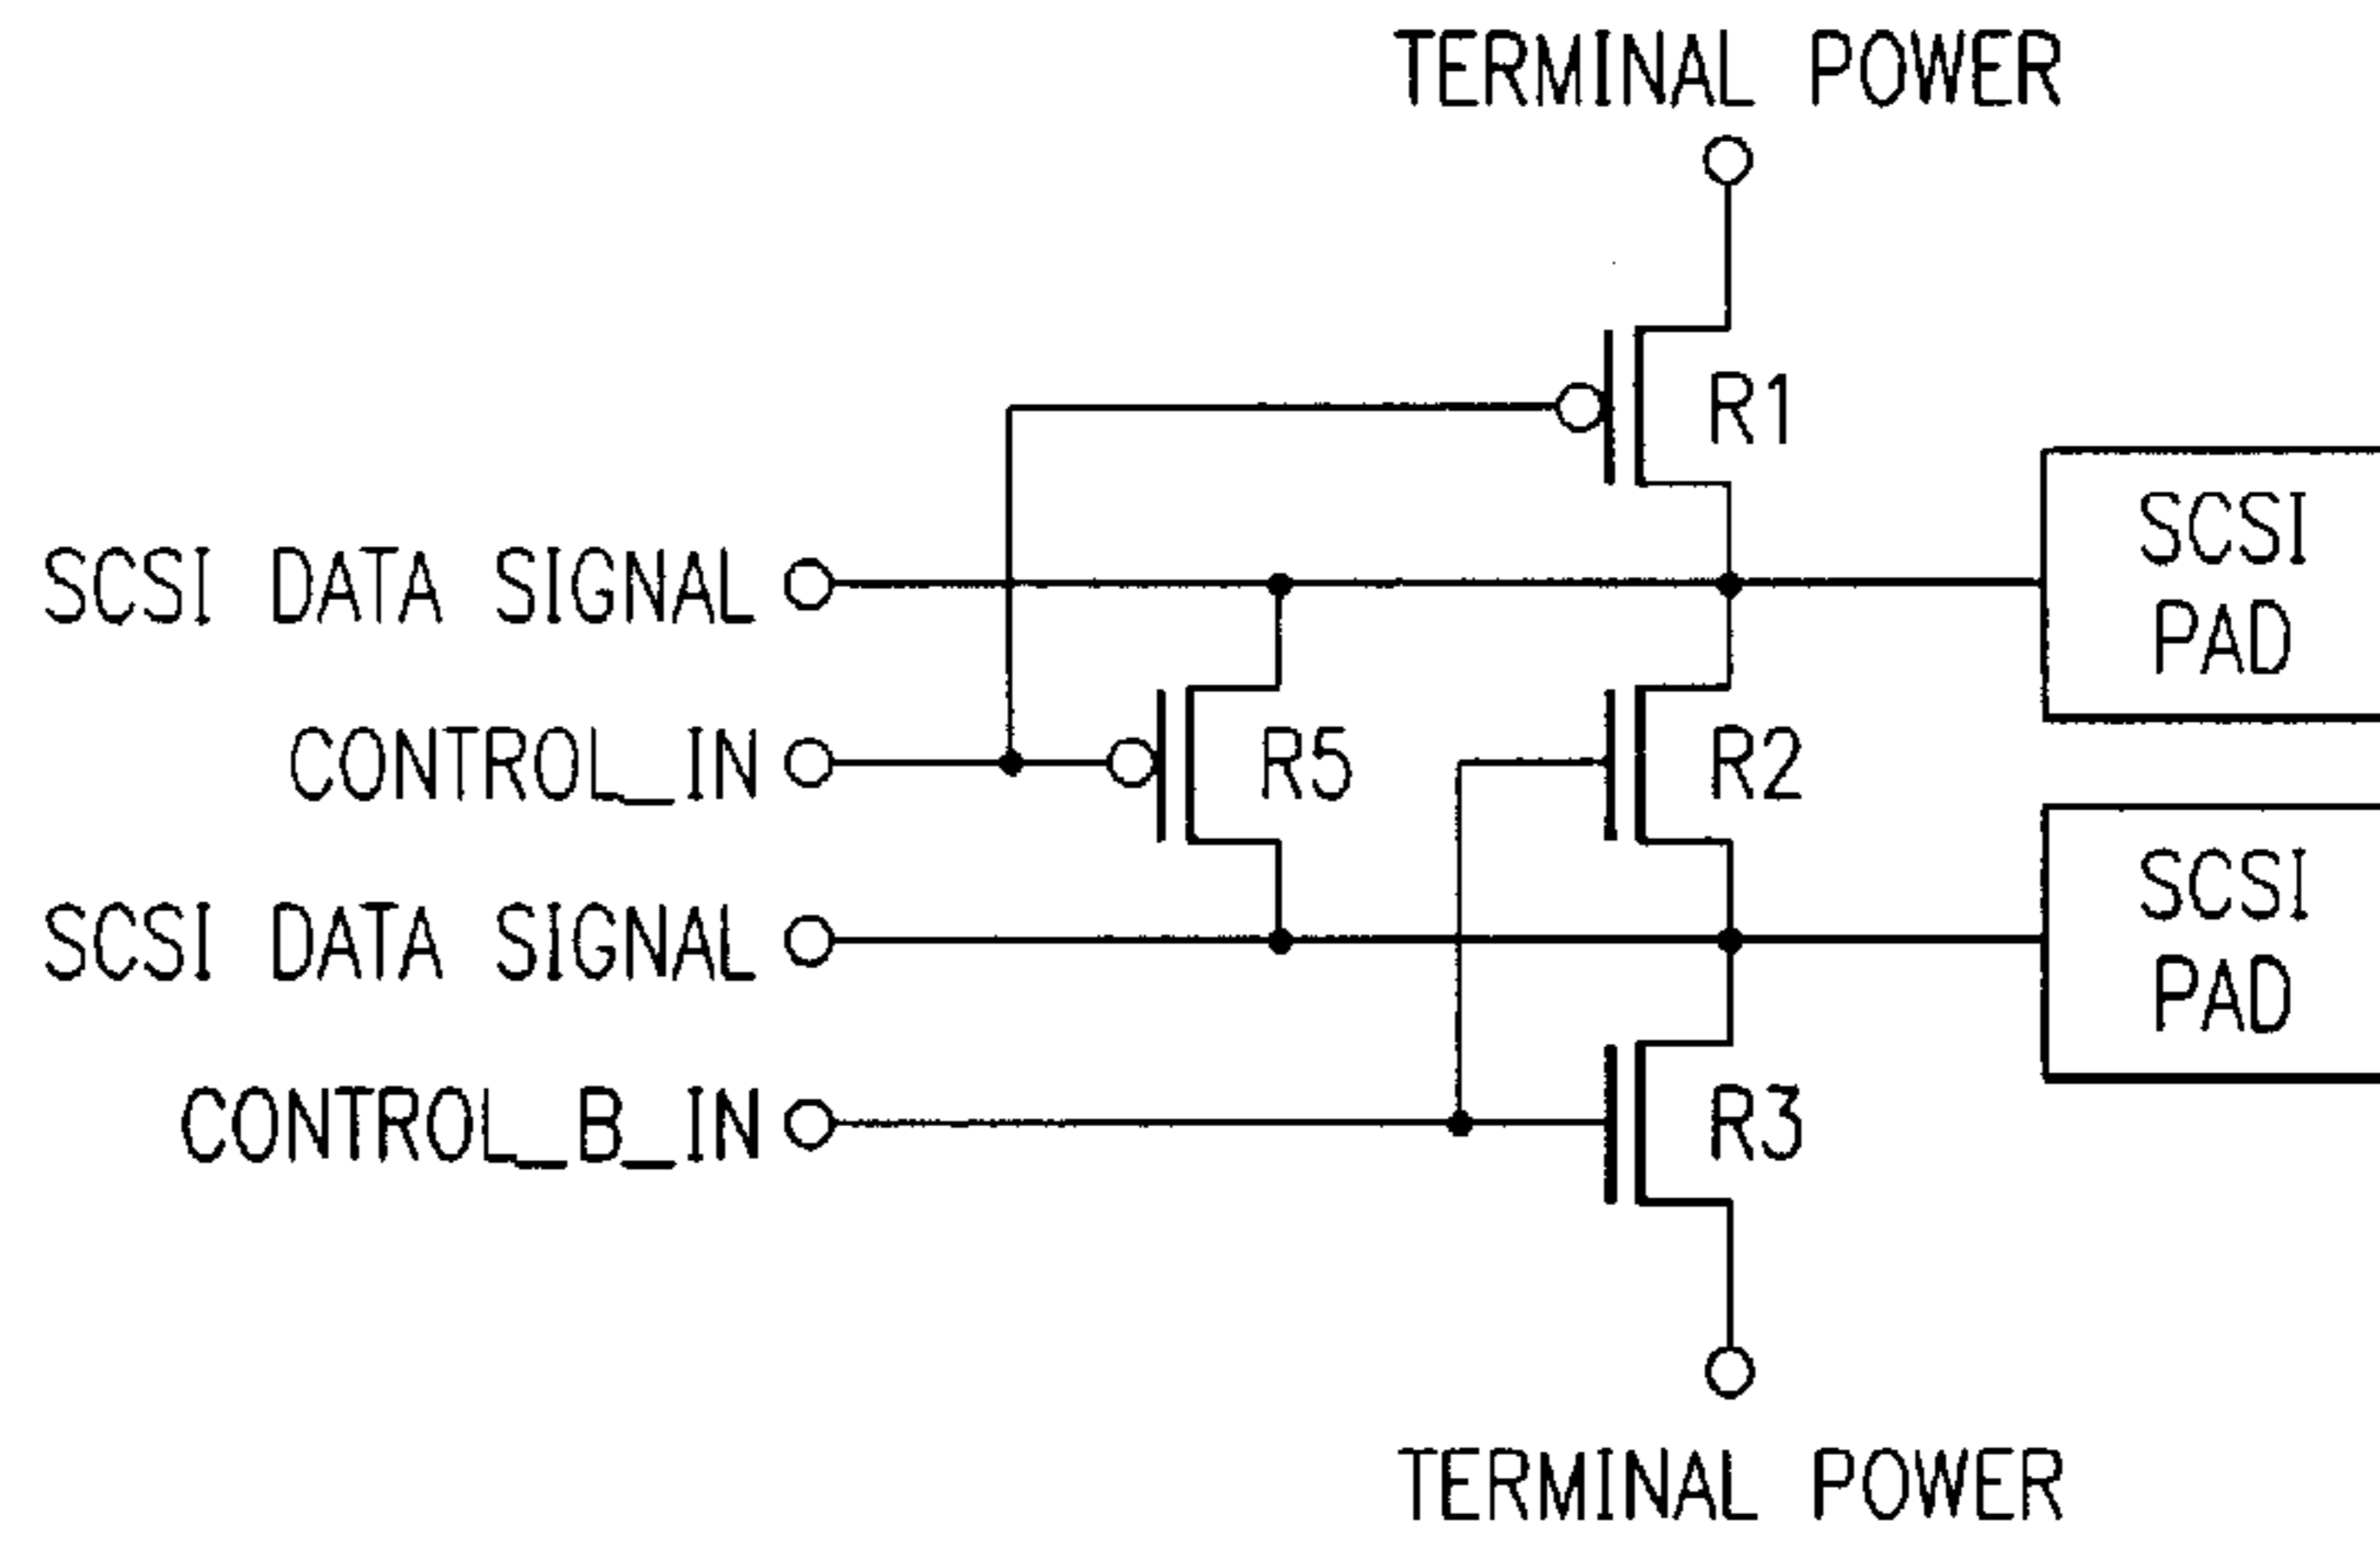 TERMINAL POWER
R1
SCSI
PAD
SCSI DATA SIGNAL
CONTROL_IN
R5
R2
SCSI
PAD
SCSI DATA SIGNAL
CONTROL_B_IN
R3
TERMINAL POWER